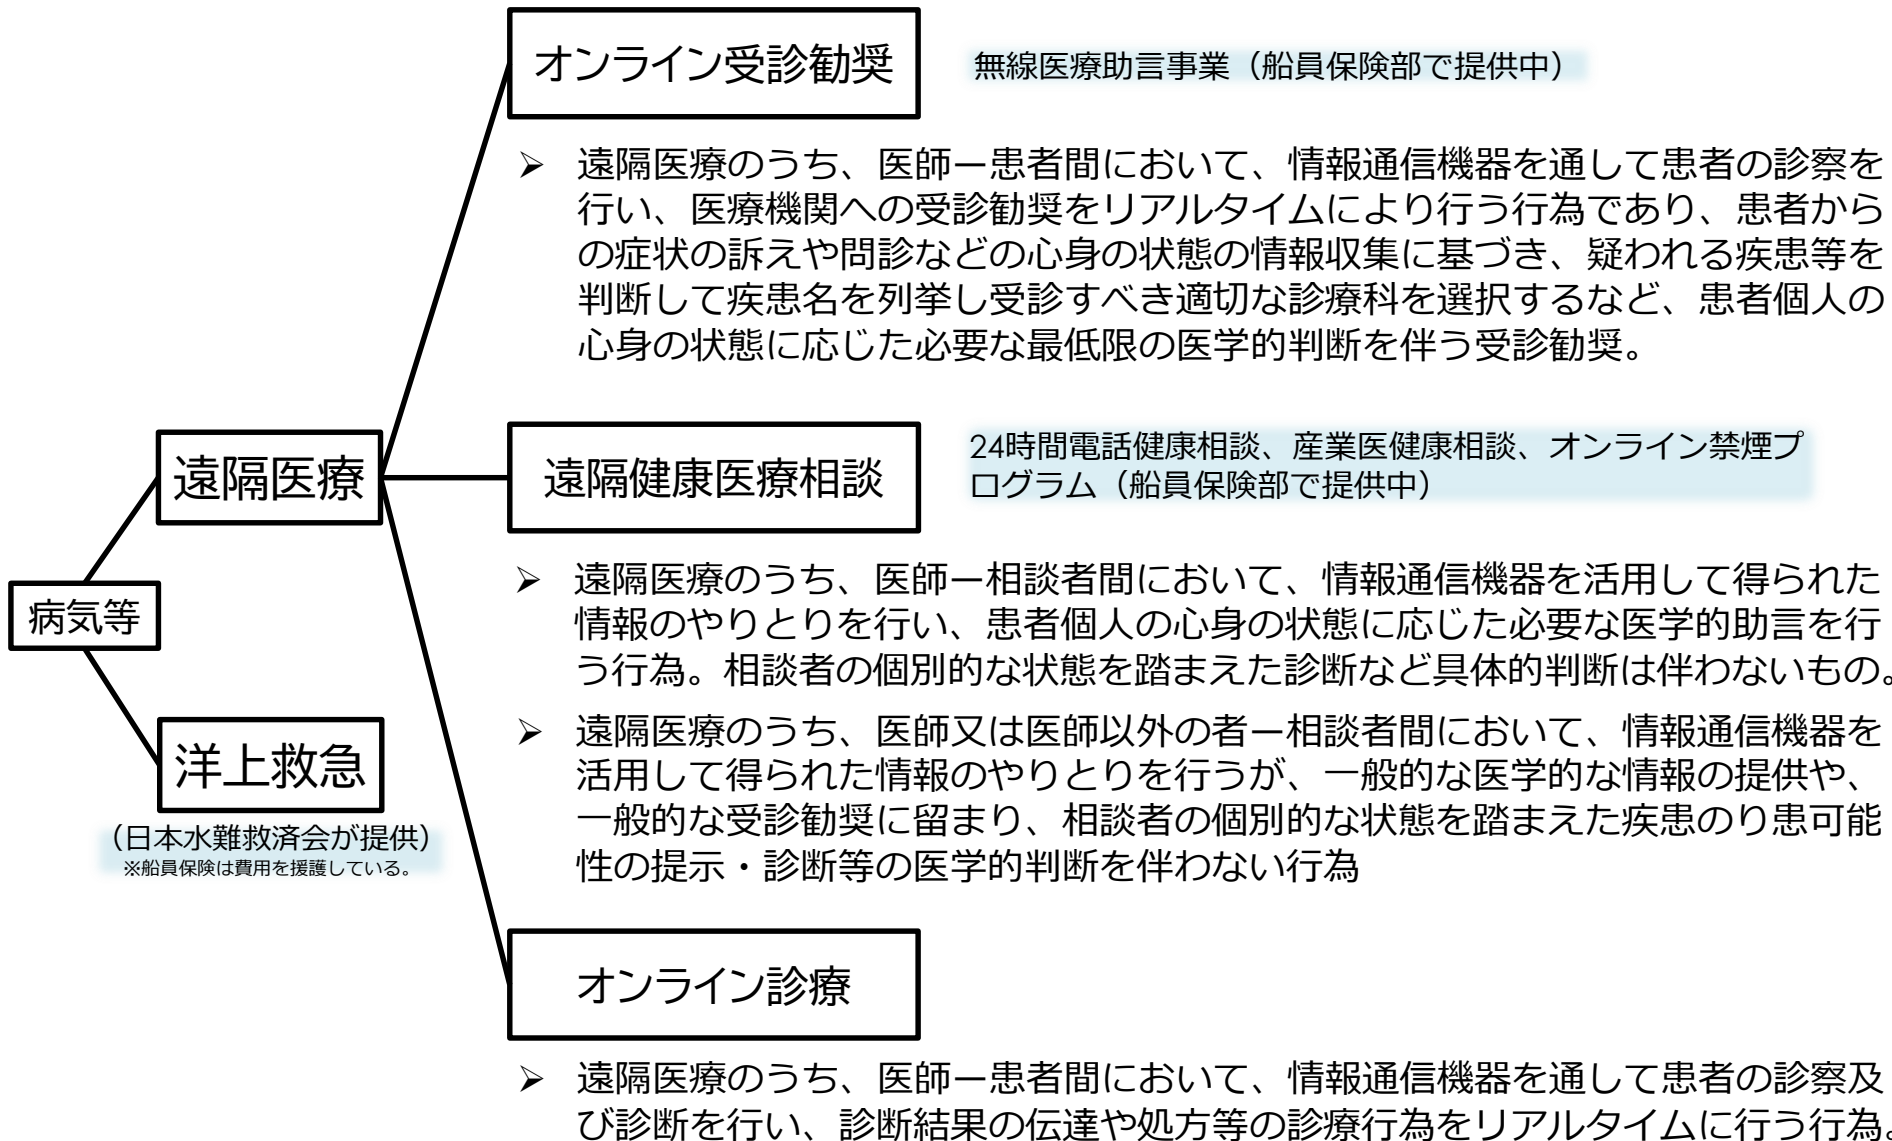 オンライン受診勧奨
無線医療助言事業（船員保険部で提供中）
➢ 遠隔医療のうち、医師ー患者間において、情報通信機器を通して患者の診察を
行い、医療機関への受診勧奨をリアルタイムにより行う行為であり、患者から
の症状の訴えや問診などの心身の状態の情報収集に基づき、疑われる疾患等を
判断して疾患名を列挙し受診すべき適切な診療科を選択するなど、患者個人の
心身の状態に応じた必要な最低限の医学的判断を伴う受診勧奨。
遠隔医療
遠隔健康医療相談
24時間電話健康相談、産業医健康相談、オンライン禁煙プ
ログラム（船員保険部で提供中）
➢ 遠隔医療のうち、医師ー相談者間において、情報通信機器を活用して得られた
情報のやりとりを行い、患者個人の心身の状態に応じた必要な医学的助言を行
う行為。相談者の個別的な状態を踏まえた診断など具体的判断は伴わないもの。
病気等
➢ 遠隔医療のうち、医師又は医師以外の者ー相談者間において、情報通信機器を
活用して得られた情報のやりとりを行うが、一般的な医学的な情報の提供や、
一般的な受診勧奨に留まり、相談者の個別的な状態を踏まえた疾患のり患可能
性の提示・診断等の医学的判断を伴わない行為
洋上救急
（日本水難救済会が提供）
※船員保険は費用を援護している。
オンライン診療
➢ 遠隔医療のうち、医師ー患者間において、情報通信機器を通して患者の診察及
び診断を行い、診断結果の伝達や処方等の診療行為をリアルタイムに行う行為。